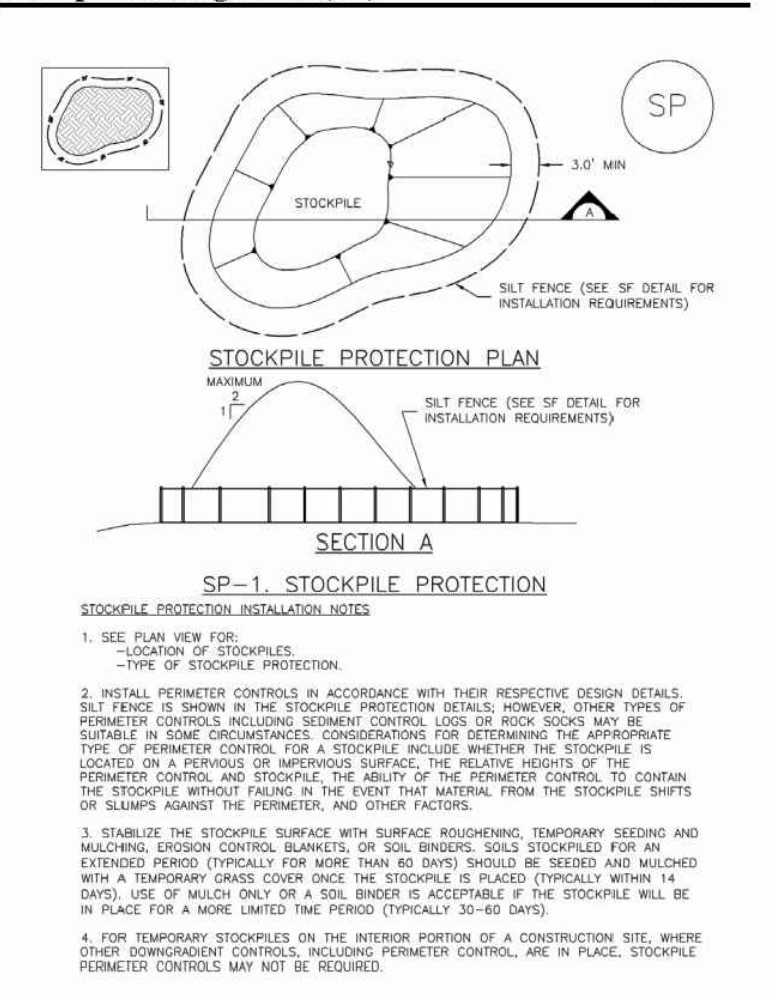 SP
3.0' MIN
STOCKPILE
A
SILT FENCE (SEE SF DETAIL FOR
INSTALLATION REQUIREMENTS)
STOCKPILE PROTECTION PLAN
MAXIMUM
2
1
SILT FENCE (SEE SF DETAIL FOR
INSTALLATION REQUIREMENTS)
SECTION A
SP-1. STOCKPILE PROTECTION
STOCKPILE PROTECTION INSTALLATION NOTES
1. SEE PLAN VIEW FOR:
-LOCATION OF STOCKPILES.
-TYPE OF STOCKPILE PROTECTION.
2. INSTALL PERIMETER CONTROLS IN ACCORDANCE WITH THEIR RESPECTIVE DESIGN DETAILS.
SILT FENCE IS SHOWN IN THE STOCKPILE PROTECTION DETAILS; HOWEVER, OTHER TYPES OF
PERIMETER CONTROLS INCLUDING SEDIMENT CONTROL LOGS OR ROCK SOCKS MAY BE
SUITABLE IN SOME CIRCUMSTANCES. CONSIDERATIONS FOR DETERMINING THE APPROPRIATE
TYPE OF PERIMETER CONTROL FOR A STOCKPILE INCLUDE WHETHER THE STOCKPILE IS
LOCATED ON A PERVIOUS OR IMPERVIOUS SURFACE, THE RELATIVE HEIGHTS OF THE
PERIMETER CONTROL AND STOCKPILE, THE ABILITY OF THE PERIMETER CONTROL TO CONTAIN
THE STOCKPILE WITHOUT FAILING IN THE EVENT THAT MATERIAL FROM THE STOCKPILE SHIFTS
OR SLUMPS AGAINST THE PERIMETER, AND OTHER FACTORS.
3. STABILIZE THE STOCKPILE SURFACE WITH SURFACE ROUGHENING, TEMPORARY SEEDING AND
MULCHING, EROSION CONTROL BLANKETS, OR SOIL BINDERS. SOILS STOCKPILED FOR AN
EXTENDED PERIOD (TYPICALLY FOR MORE THAN 60 DAYS) SHOULD BE SEEDED AND MULCHED
WITH A TEMPORARY GRASS COVER ONCE THE STOCKPILE IS PLACED (TYPICALLY WITHIN 14
DAYS). USE OF MULCH ONLY OR A SOIL BINDER IS ACCEPTABLE IF THE STOCKPILE WILL BE
IN PLACE FOR A MORE LIMITED TIME PERIOD (TYPICALLY 30-60 DAYS).
4. FOR TEMPORARY STOCKPILES ON THE INTERIOR PORTION OF A CONSTRUCTION SITE, WHERE
OTHER DOWNGRADIENT CONTROLS, INCLUDING PERIMETER CONTROL, ARE IN PLACE, STOCKPILE
PERIMETER CONTROLS MAY NOT BE REQUIRED.